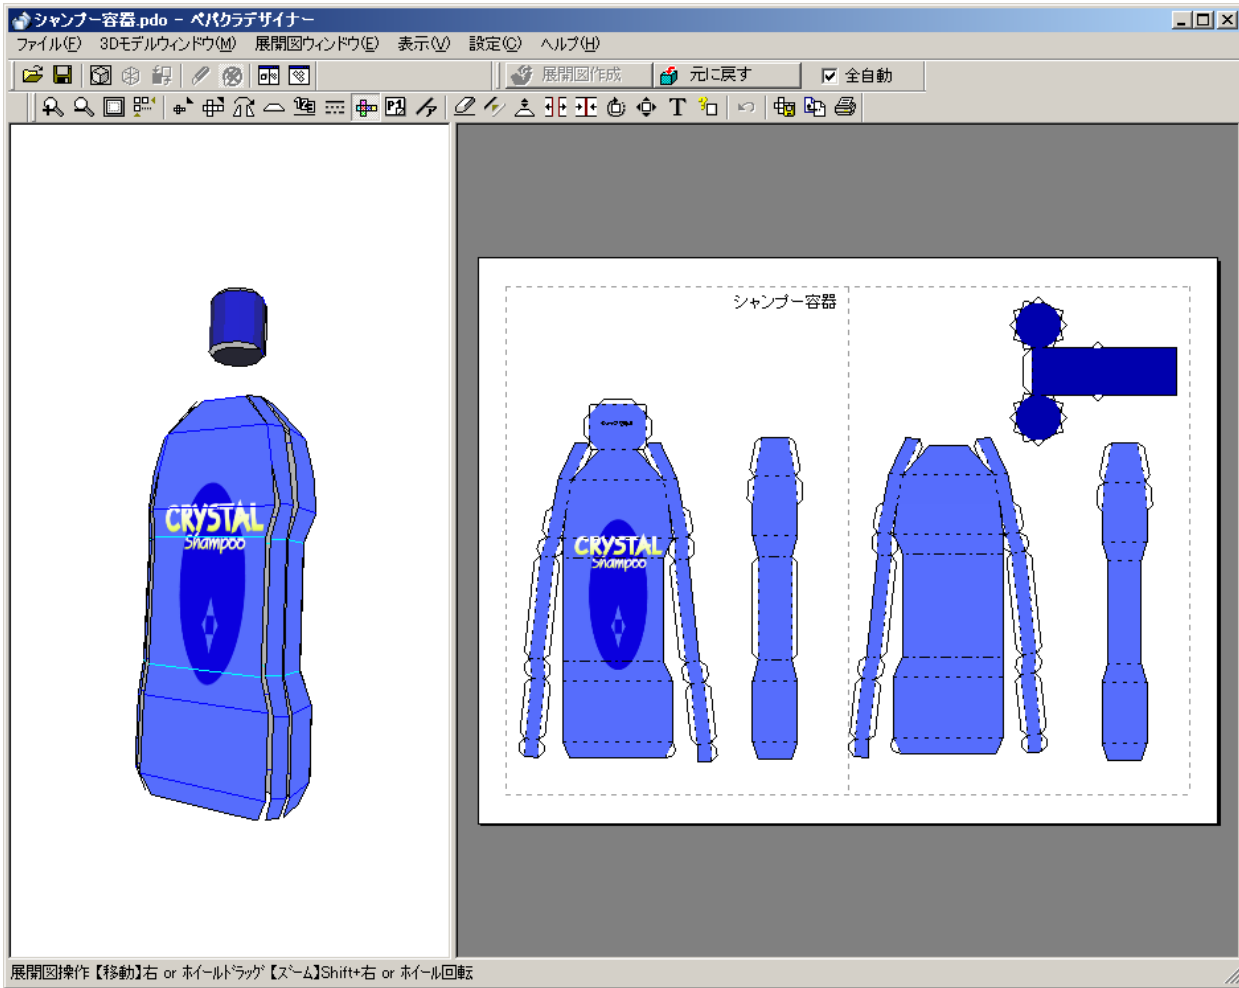 シャンプー容器.pdo - ペパクラデザイナー
ファイル(F) 3Dモデルウィンドウ(M) 展開図ウィンドウ(E) 表示(V) 設定(C) ヘルプ(H)
展開図作成 元に戻す 全自動
T
シャンプー容器
CRYSTAL
Shampoo
CRYSTAL
Shampoo
展開図操作【移動】右 or ホイールドラッグ【ズーム】Shift+右 or ホイール回転